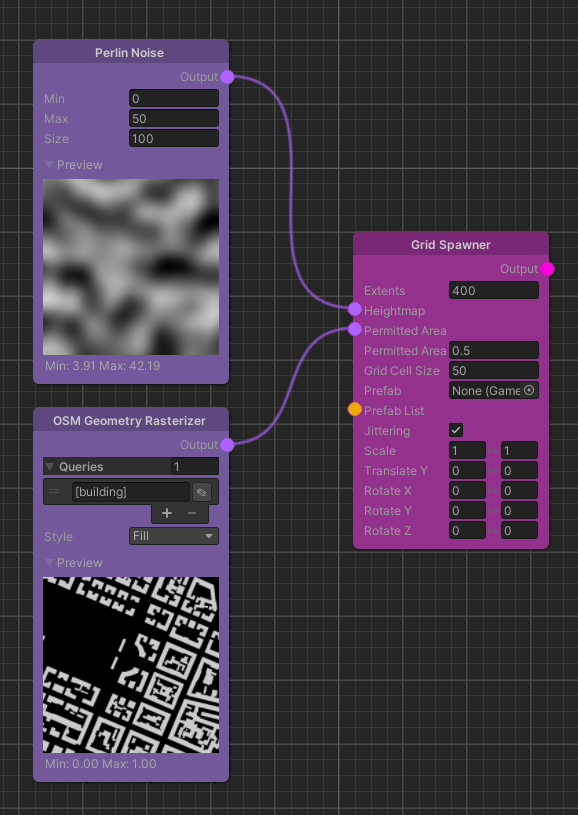 Perlin Noise
Output
Min 0
Max 50
Size 100
Preview
Min: 3.91 Max: 42.19
OSM Geometry Rasterizer
Output
Queries 1
[building]
+ −
Style Fill
Preview
Min: 0.00 Max: 1.00
Grid Spawner
Output
Extents 400
Heightmap
Permitted Area
Permitted Area 0.5
Grid Cell Size 50
Prefab None (Game
Prefab List
Jittering
Scale 1 1
Translate Y 0 0
Rotate X 0 0
Rotate Y 0 0
Rotate Z 0 0